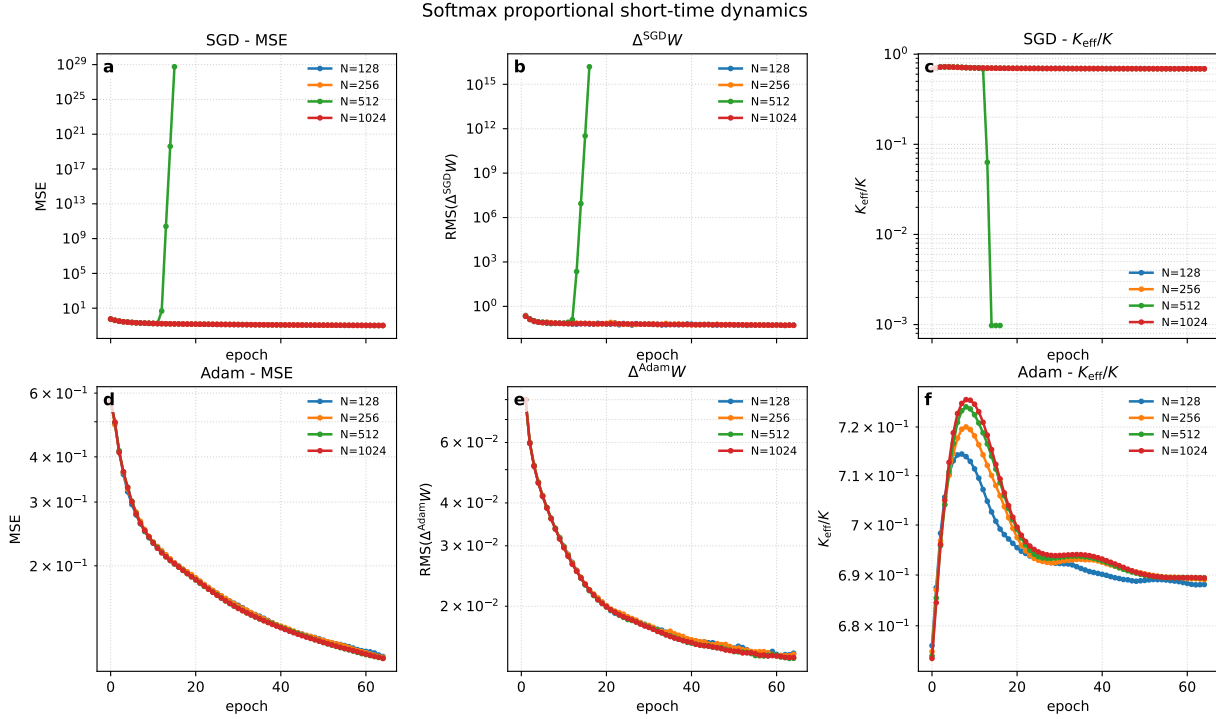 Softmax proportional short-time dynamics
SGD - MSE
a
N=128
N=256
N=512
N=1024
10^29
10^25
10^21
10^17
10^13
10^9
10^5
10^1
MSE
epoch
Δ^SGD W
b
N=128
N=256
N=512
N=1024
10^15
10^12
10^9
10^6
10^3
10^0
RMS(Δ^SGD W)
epoch
SGD - K_eff/K
c
N=128
N=256
N=512
N=1024
10^0
10^−1
10^−2
10^−3
K_eff/K
epoch
Adam - MSE
d
N=128
N=256
N=512
N=1024
6 × 10^−1
4 × 10^−1
3 × 10^−1
2 × 10^−1
MSE
0 20 40 60
epoch
Δ^Adam W
e
N=128
N=256
N=512
N=1024
6 × 10^−2
4 × 10^−2
3 × 10^−2
2 × 10^−2
RMS(Δ^Adam W)
0 20 40 60
epoch
Adam - K_eff/K
f
N=128
N=256
N=512
N=1024
7.2 × 10^−1
7.1 × 10^−1
7 × 10^−1
6.9 × 10^−1
6.8 × 10^−1
K_eff/K
0 20 40 60
epoch